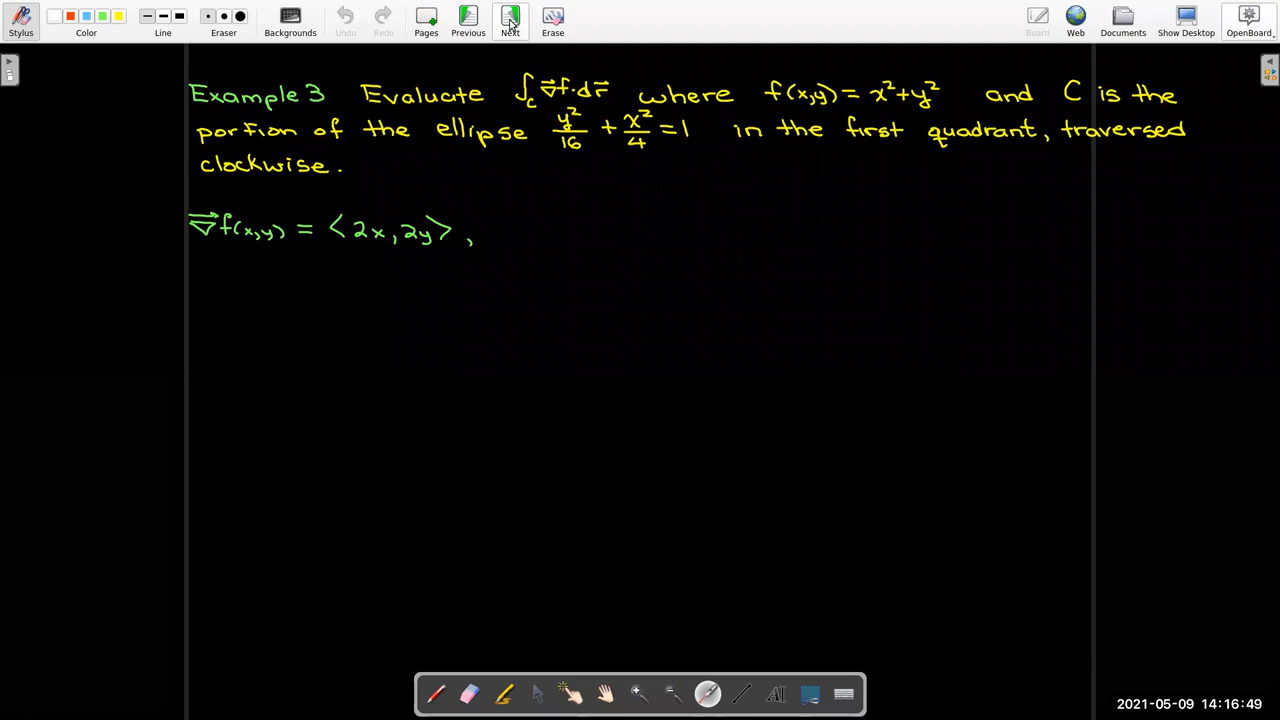 Stylus Color Line Eraser Backgrounds Undo Redo Pages Previous Next Erase Board Web Documents Show Desktop OpenBoard
Example 3 Evaluate ∫_C ∇⃗f·dr⃗ where f(x,y) = x²+y² and C is the
portion of the ellipse y²/16 + x²/4 = 1 in the first quadrant, traversed
clockwise.
∇⃗f(x,y) = ⟨2x, 2y⟩ ,
AI
2021-05-09 14:16:49